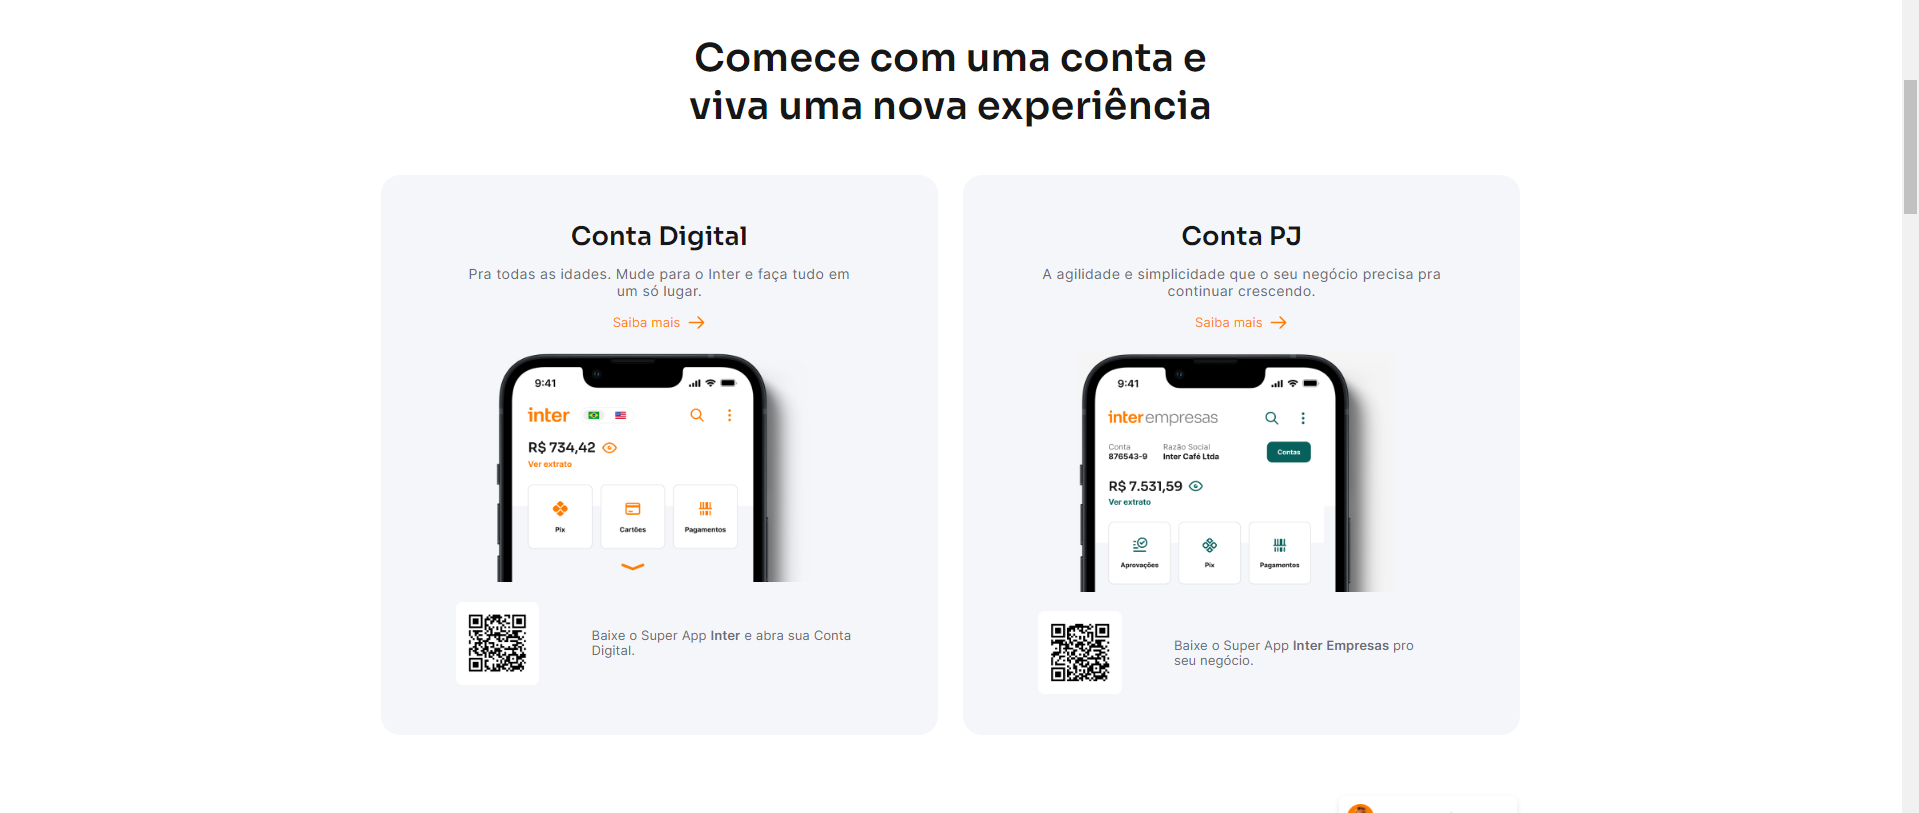 Comece com uma conta e
viva uma nova experiência
Conta Digital
Pra todas as idades. Mude para o Inter e faça tudo em
um só lugar.
Saiba mais
9:41
inter
R$ 734,42
Ver extrato
Pix
Cartões
Pagamentos
Baixe o Super App Inter e abra sua Conta
Digital.
Conta PJ
A agilidade e simplicidade que o seu negócio precisa pra
continuar crescendo.
Saiba mais
9:41
inter empresas
Conta
Razão Social
876543-9
Inter Café Ltda
Contas
R$ 7.531,59
Ver extrato
Aprovações
Pix
Pagamentos
Baixe o Super App Inter Empresas pro
seu negócio.